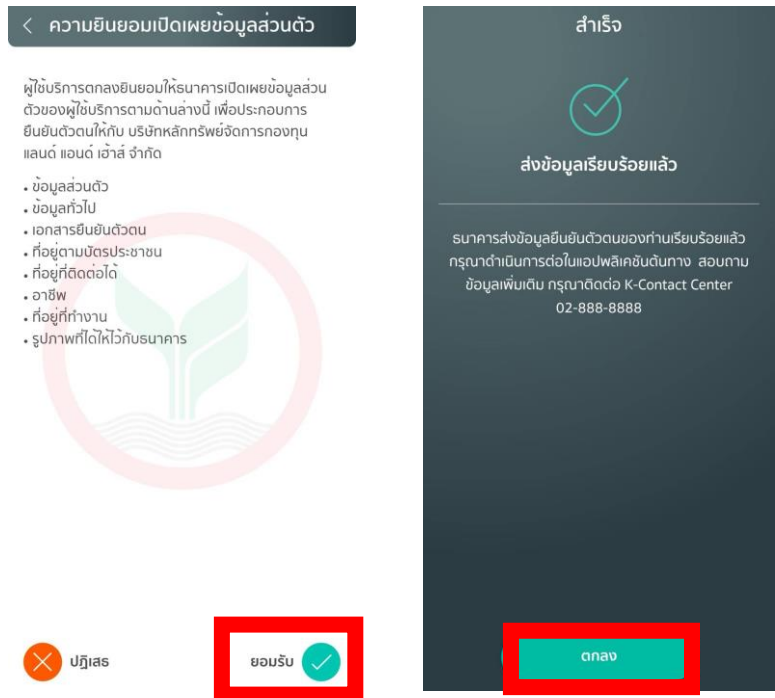 ความยินยอมเปิดเผยข้อมูลส่วนตัว
ผู้ใช้บริการตกลงยินยอมให้ธนาคารเปิดเผยข้อมูลส่วน
ตัวของผู้ใช้บริการตามด้านล่างนี้ เพื่อประกอบการ
ยืนยันตัวตนให้กับ บริษัทหลักทรัพย์จัดการกองทุน
แลนด์ แอนด์ เฮ้าส์ จำกัด
• ข้อมูลส่วนตัว
• ข้อมูลทั่วไป
• เอกสารยืนยันตัวตน
• ที่อยู่ตามบัตรประชาชน
• ที่อยู่ที่ติดต่อได้
• อาชีพ
• ที่อยู่ที่ทำงาน
• รูปภาพที่ได้ให้ไว้กับธนาคาร
ปฏิเสธ
ยอมรับ
สำเร็จ
ส่งข้อมูลเรียบร้อยแล้ว
ธนาคารส่งข้อมูลยืนยันตัวตนของท่านเรียบร้อยแล้ว
กรุณาดำเนินการต่อในแอปพลิเคชันต้นทาง สอบถาม
ข้อมูลเพิ่มเติม กรุณาติดต่อ K-Contact Center
02-888-8888
ตกลง